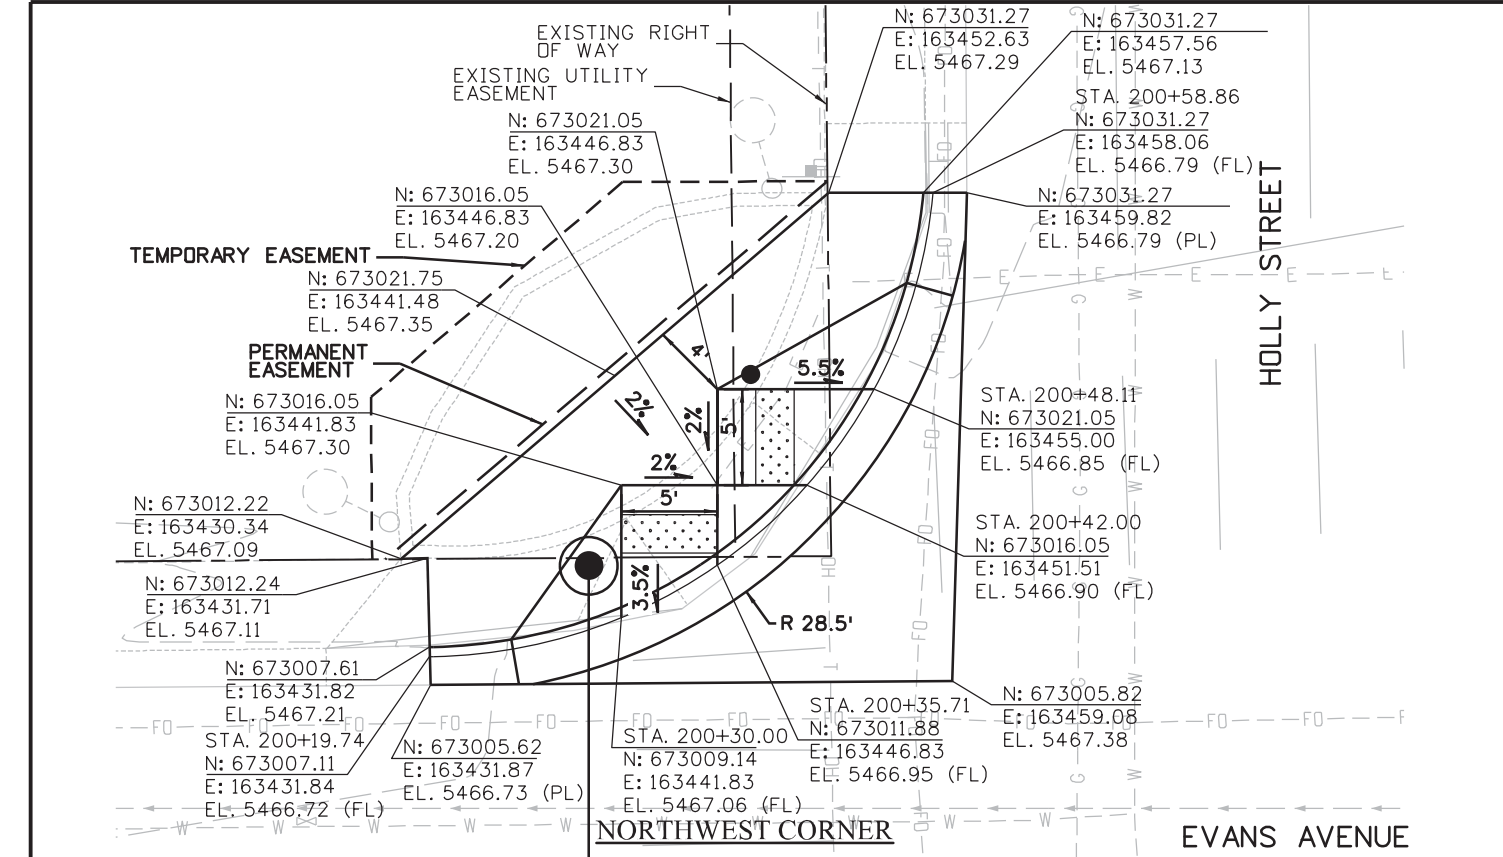 N: 673031.27
E: 163452.63
EL. 5467.29
N: 673031.27
E: 163457.56
EL. 5467.13
EXISTING RIGHT
OF WAY
EXISTING UTILITY
EASEMENT
STA. 200+58.86
N: 673031.27
E: 163458.06
EL. 5466.79 (FL)
N: 673021.05
E: 163446.83
EL. 5467.30
N: 673016.05
E: 163446.83
EL. 5467.20
N: 673031.27
E: 163459.82
EL. 5466.79 (PL)
HOLLY STREET
TEMPORARY EASEMENT
N: 673021.75
E: 163441.48
EL. 5467.35
PERMANENT
EASEMENT
4'
5.5%
2%
2%
5'
2%
5'
3.5%
N: 673016.05
E: 163441.83
EL. 5467.30
STA. 200+48.11
N: 673021.05
E: 163455.00
EL. 5466.85 (FL)
N: 673012.22
E: 163430.34
EL. 5467.09
STA. 200+42.00
N: 673016.05
E: 163451.51
EL. 5466.90 (FL)
N: 673012.24
E: 163431.71
EL. 5467.11
R 28.5'
N: 673007.61
E: 163431.82
EL. 5467.21
STA. 200+19.74
N: 673007.11
E: 163431.84
EL. 5466.72 (FL)
N: 673005.62
E: 163431.87
EL. 5466.73 (PL)
STA. 200+30.00
N: 673009.14
E: 163441.83
EL. 5467.06 (FL)
STA. 200+35.71
N: 673011.88
E: 163446.83
EL. 5466.95 (FL)
N: 673005.82
E: 163459.08
EL. 5467.38
FO FO FO FO FO FO FO FO
E E E E
G G G G
W W W W W W
NORTHWEST CORNER
EVANS AVENUE